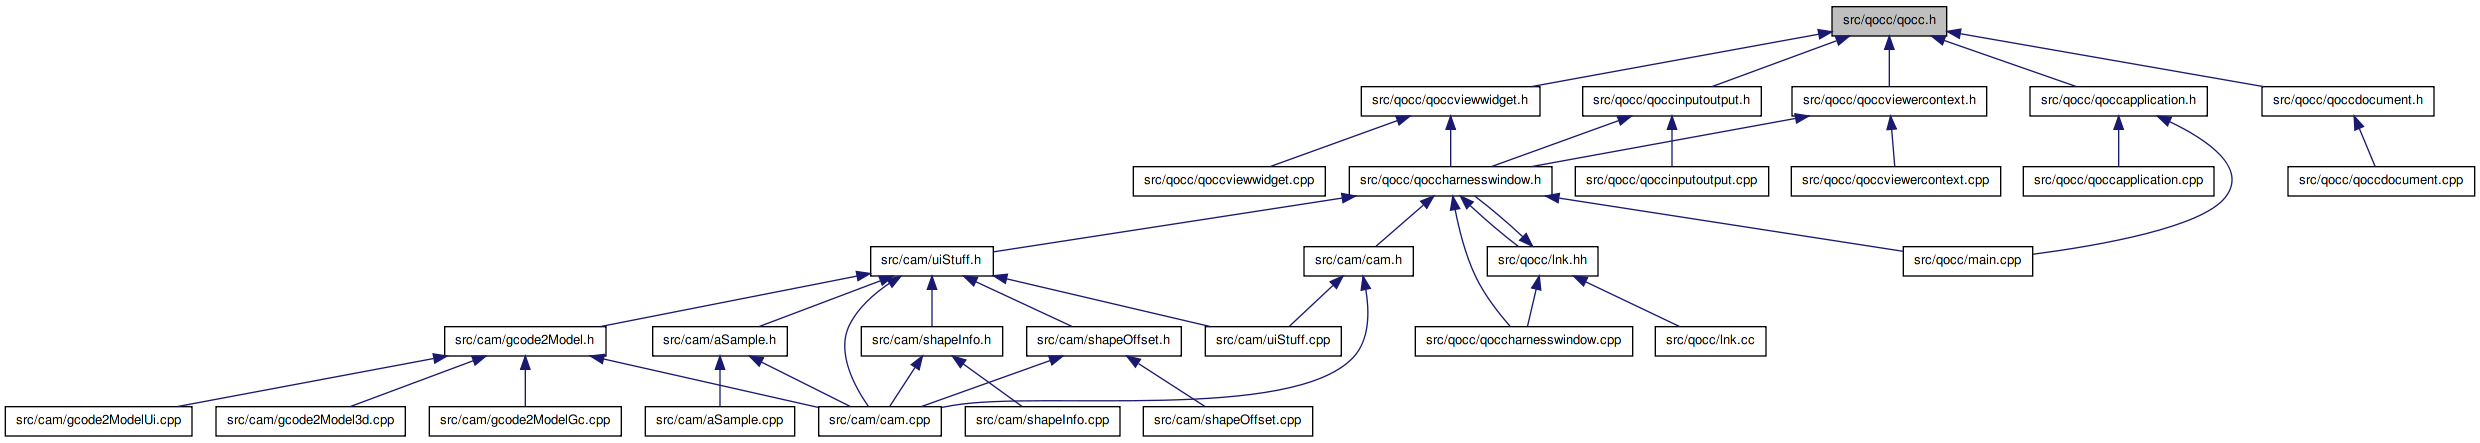 src/qocc/qocc.h
src/qocc/qoccviewwidget.h
src/qocc/qoccinputoutput.h
src/qocc/qoccviewercontext.h
src/qocc/qoccapplication.h
src/qocc/qoccdocument.h
src/qocc/qoccviewwidget.cpp
src/qocc/qoccharnesswindow.h
src/qocc/qoccinputoutput.cpp
src/qocc/qoccviewercontext.cpp
src/qocc/qoccapplication.cpp
src/qocc/qoccdocument.cpp
src/cam/uiStuff.h
src/cam/cam.h
src/qocc/lnk.hh
src/qocc/main.cpp
src/cam/gcode2Model.h
src/cam/aSample.h
src/cam/shapeInfo.h
src/cam/shapeOffset.h
src/cam/uiStuff.cpp
src/qocc/qoccharnesswindow.cpp
src/qocc/lnk.cc
src/cam/gcode2ModelUi.cpp
src/cam/gcode2Model3d.cpp
src/cam/gcode2ModelGc.cpp
src/cam/aSample.cpp
src/cam/cam.cpp
src/cam/shapeInfo.cpp
src/cam/shapeOffset.cpp